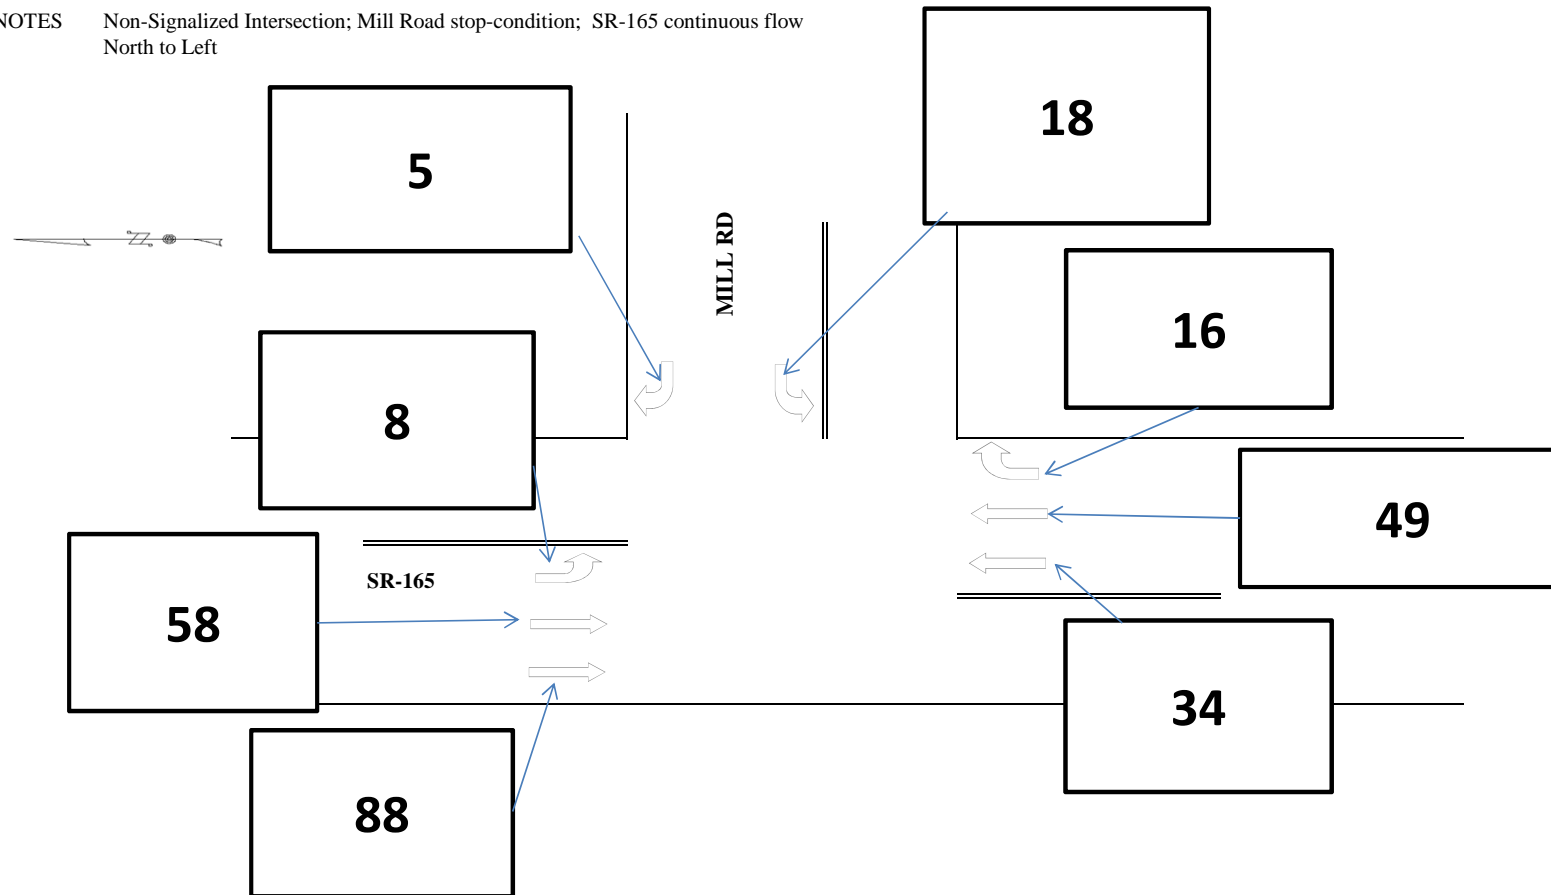 NOTES Non-Signalized Intersection; Mill Road stop-condition; SR-165 continuous flow
North to Left
18
5
MILL RD
N
16
8
49
SR-165
58
34
88